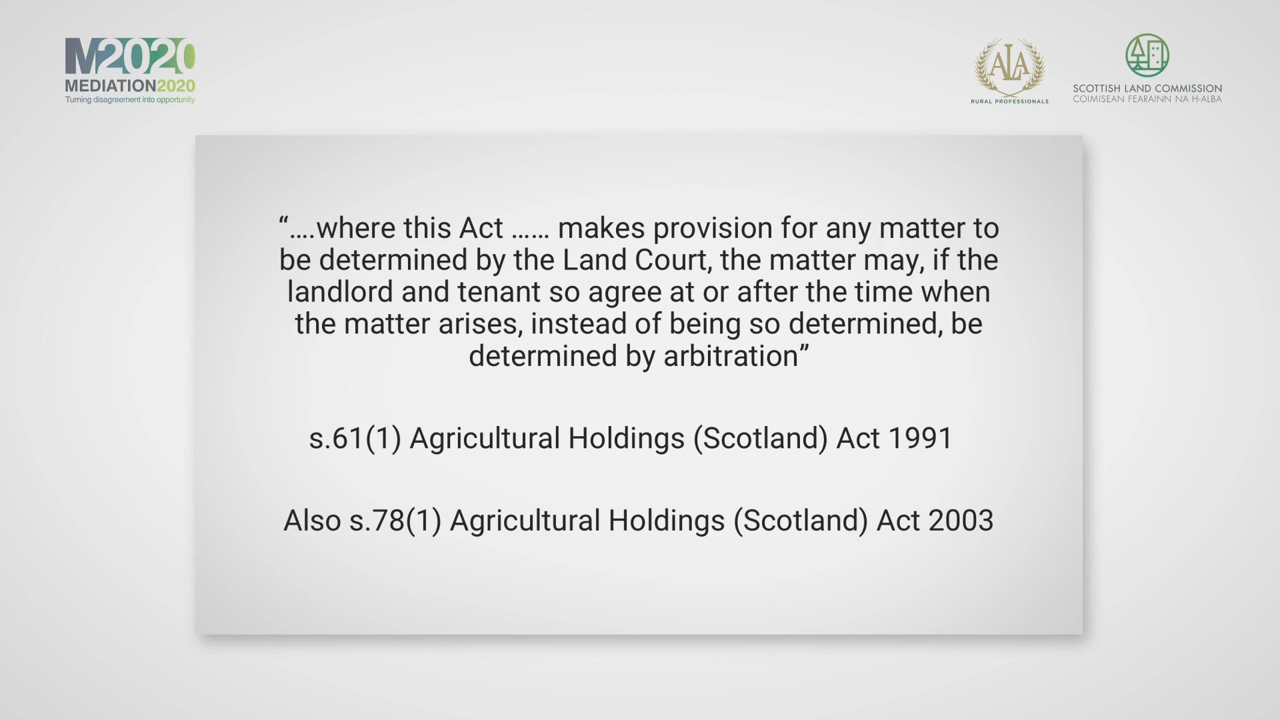 M2020
MEDIATION2020
Turning disagreement into opportunity
ALA
RURAL PROFESSIONALS
SCOTTISH LAND COMMISSION
COIMISEAN FEARAINN NA H-ALBA
“....where this Act ...... makes provision for any matter to
be determined by the Land Court, the matter may, if the
landlord and tenant so agree at or after the time when
the matter arises, instead of being so determined, be
determined by arbitration”
s.61(1) Agricultural Holdings (Scotland) Act 1991
Also s.78(1) Agricultural Holdings (Scotland) Act 2003